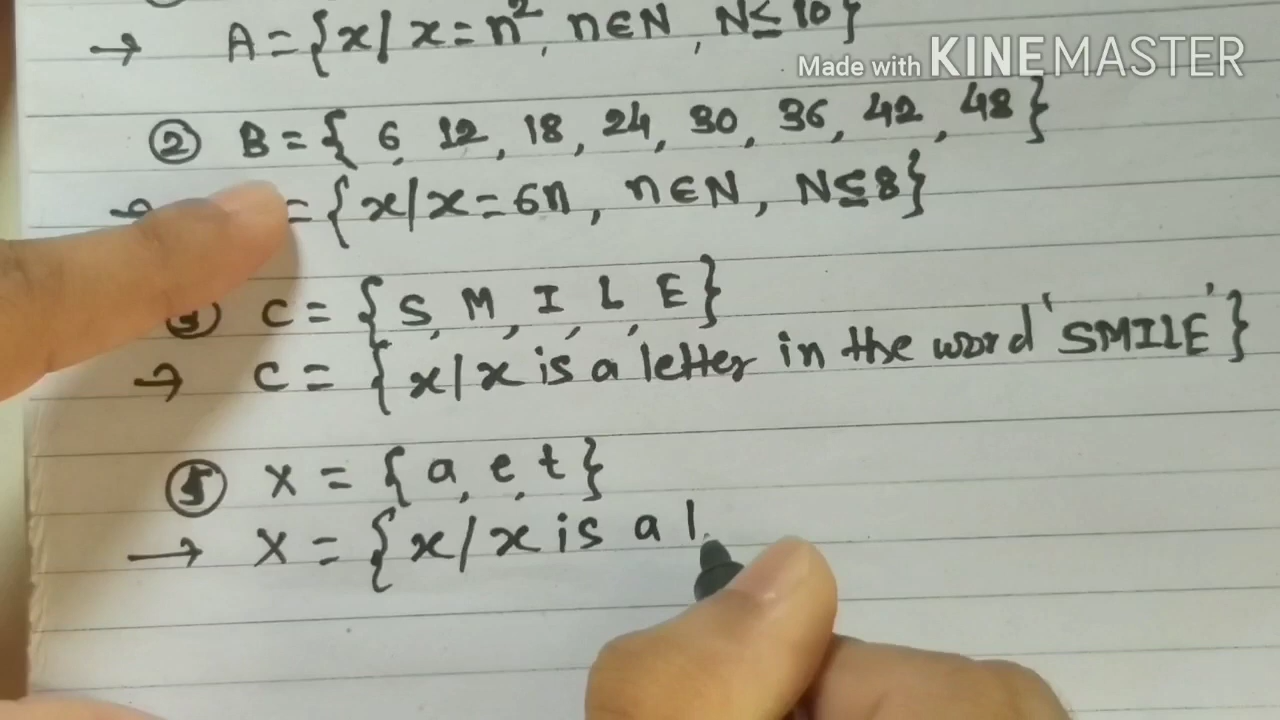 → A = {x/ x = n², n∈N, N≤10}
Made with KINEMASTER
② B = { 6, 12, 18, 24, 30, 36, 42, 48}
= {x/x = 6n, n∈N, N≤8}
③ C = {S, M, I, L, E}
→ C = {x/x is a letter in the word 'SMILE'}
⑤ X = {a, e, t}
→ X = {x/x is a l